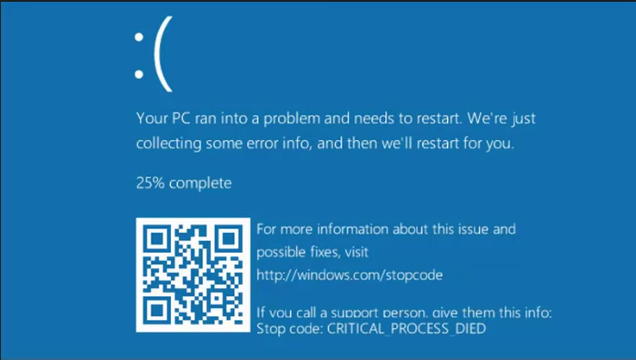 :(
Your PC ran into a problem and needs to restart. We're just
collecting some error info, and then we'll restart for you.
25% complete
For more information about this issue and
possible fixes, visit
http://windows.com/stopcode
If you call a support person, give them this info:
Stop code: CRITICAL_PROCESS_DIED